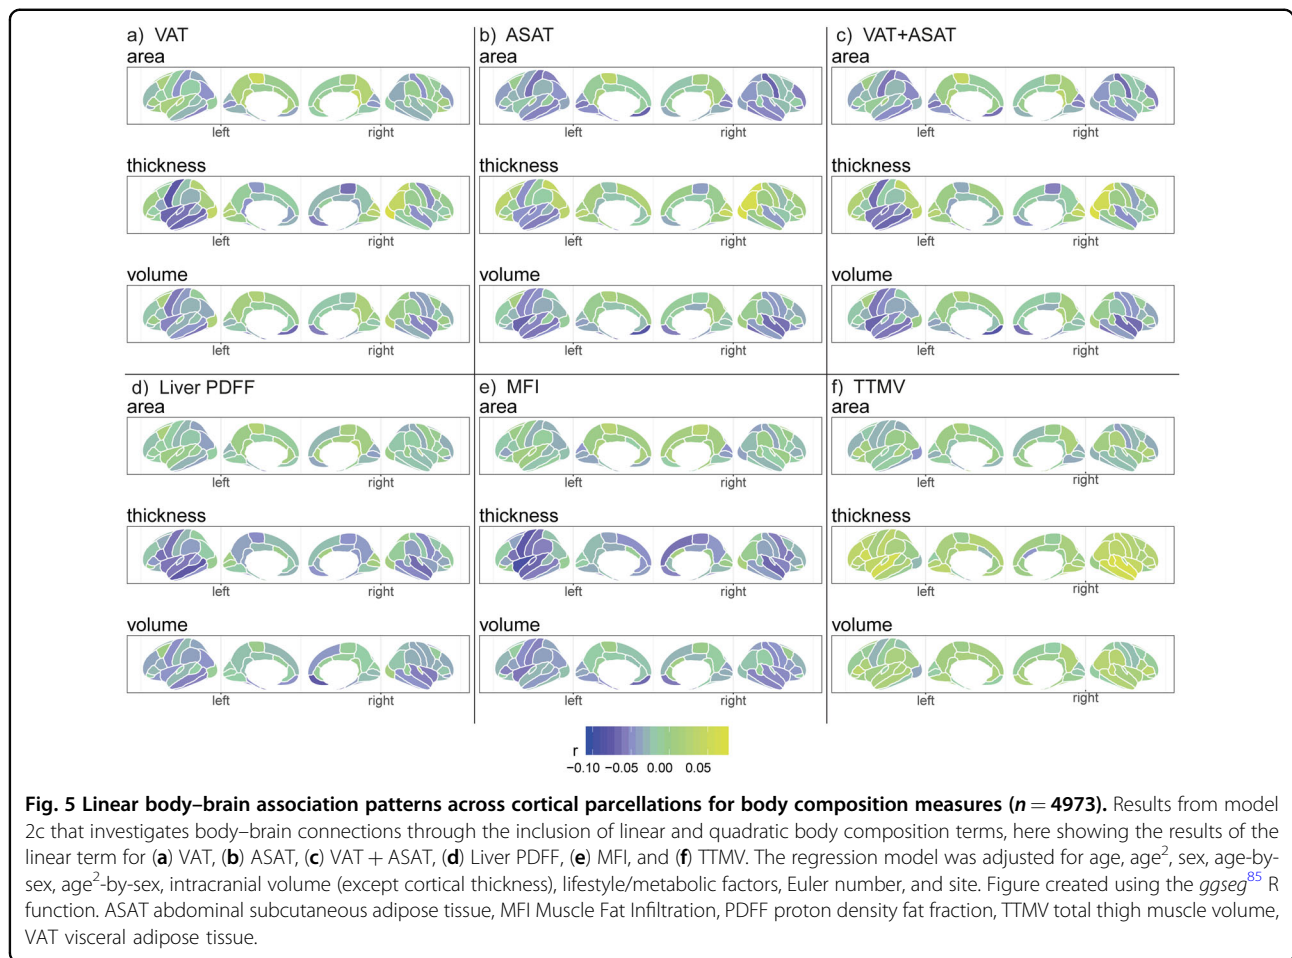 a) VAT
area
left
right
thickness
left
right
volume
left
right
b) ASAT
area
left
right
thickness
left
right
volume
left
right
c) VAT+ASAT
area
left
right
thickness
left
right
volume
left
right
d) Liver PDFF
area
left
right
thickness
left
right
volume
left
right
e) MFI
area
left
right
thickness
left
right
volume
left
right
f) TTMV
area
left
right
thickness
left
right
volume
left
right
r
−0.10 −0.05 0.00 0.05
Fig. 5 Linear body–brain association patterns across cortical parcellations for body composition measures (n = 4973). Results from model
2c that investigates body–brain connections through the inclusion of linear and quadratic body composition terms, here showing the results of the
linear term for (a) VAT, (b) ASAT, (c) VAT + ASAT, (d) Liver PDFF, (e) MFI, and (f) TTMV. The regression model was adjusted for age, age², sex, age-by-
sex, age²-by-sex, intracranial volume (except cortical thickness), lifestyle/metabolic factors, Euler number, and site. Figure created using the ggseg⁸⁵ R
function. ASAT abdominal subcutaneous adipose tissue, MFI Muscle Fat Infiltration, PDFF proton density fat fraction, TTMV total thigh muscle volume,
VAT visceral adipose tissue.